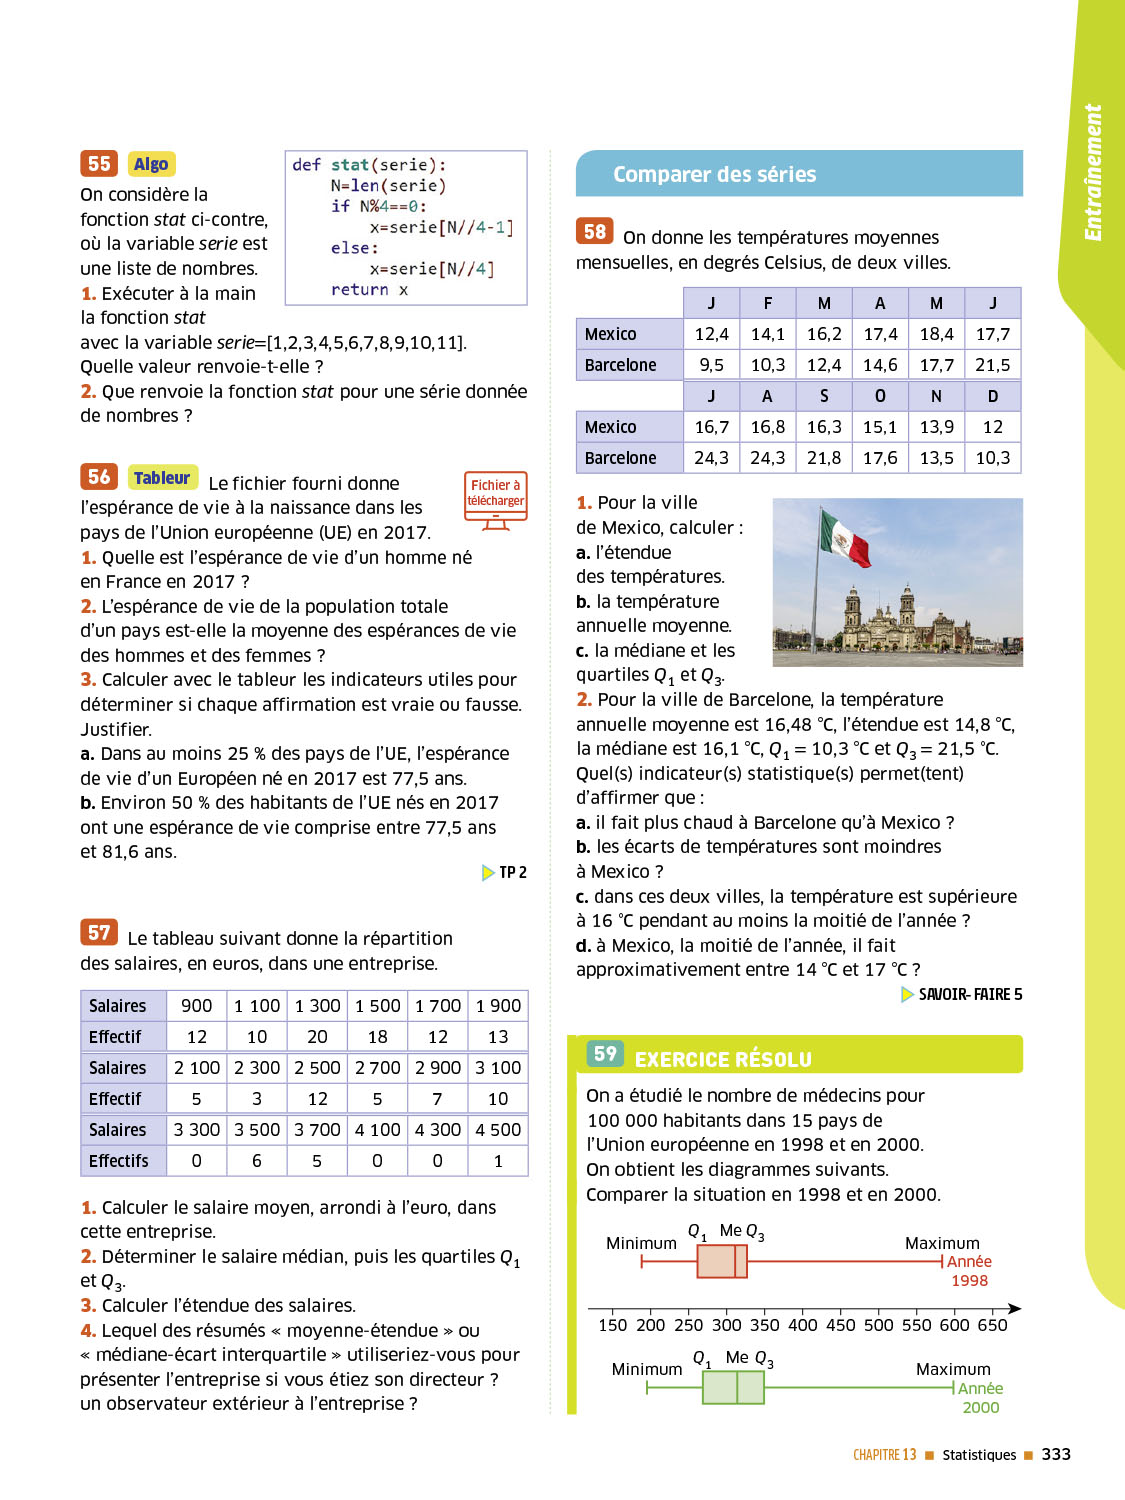 Entraînement
55 Algo
On considère la
fonction stat ci-contre,
où la variable serie est
une liste de nombres.
1. Exécuter à la main
la fonction stat
avec la variable serie=[1,2,3,4,5,6,7,8,9,10,11].
Quelle valeur renvoie-t-elle ?
2. Que renvoie la fonction stat pour une série donnée
de nombres ?
def stat(serie):
    N=len(serie)
    if N%4==0:
        x=serie[N//4-1]
    else:
        x=serie[N//4]
    return x
56 Tableur Le fichier fourni donne
l'espérance de vie à la naissance dans les
pays de l'Union européenne (UE) en 2017.
Fichier à
télécharger
1. Quelle est l'espérance de vie d'un homme né
en France en 2017 ?
2. L'espérance de vie de la population totale
d'un pays est-elle la moyenne des espérances de vie
des hommes et des femmes ?
3. Calculer avec le tableur les indicateurs utiles pour
déterminer si chaque affirmation est vraie ou fausse.
Justifier.
a. Dans au moins 25 % des pays de l'UE, l'espérance
de vie d'un Européen né en 2017 est 77,5 ans.
b. Environ 50 % des habitants de l'UE nés en 2017
ont une espérance de vie comprise entre 77,5 ans
et 81,6 ans.
TP 2
57 Le tableau suivant donne la répartition
des salaires, en euros, dans une entreprise.
Salaires 900 1 100 1 300 1 500 1 700 1 900
Effectif 12 10 20 18 12 13
Salaires 2 100 2 300 2 500 2 700 2 900 3 100
Effectif 5 3 12 5 7 10
Salaires 3 300 3 500 3 700 4 100 4 300 4 500
Effectifs 0 6 5 0 0 1
1. Calculer le salaire moyen, arrondi à l'euro, dans
cette entreprise.
2. Déterminer le salaire médian, puis les quartiles Q1
et Q3.
3. Calculer l'étendue des salaires.
4. Lequel des résumés « moyenne-étendue » ou
« médiane-écart interquartile » utiliseriez-vous pour
présenter l'entreprise si vous étiez son directeur ?
un observateur extérieur à l'entreprise ?
Comparer des séries
58 On donne les températures moyennes
mensuelles, en degrés Celsius, de deux villes.
J F M A M J
Mexico 12,4 14,1 16,2 17,4 18,4 17,7
Barcelone 9,5 10,3 12,4 14,6 17,7 21,5
J A S O N D
Mexico 16,7 16,8 16,3 15,1 13,9 12
Barcelone 24,3 24,3 21,8 17,6 13,5 10,3
1. Pour la ville
de Mexico, calculer :
a. l'étendue
des températures.
b. la température
annuelle moyenne.
c. la médiane et les
quartiles Q1 et Q3.
2. Pour la ville de Barcelone, la température
annuelle moyenne est 16,48 °C, l'étendue est 14,8 °C,
la médiane est 16,1 °C, Q1 = 10,3 °C et Q3 = 21,5 °C.
Quel(s) indicateur(s) statistique(s) permet(tent)
d'affirmer que :
a. il fait plus chaud à Barcelone qu'à Mexico ?
b. les écarts de températures sont moindres
à Mexico ?
c. dans ces deux villes, la température est supérieure
à 16 °C pendant au moins la moitié de l'année ?
d. à Mexico, la moitié de l'année, il fait
approximativement entre 14 °C et 17 °C ?
SAVOIR-FAIRE 5
59 EXERCICE RÉSOLU
On a étudié le nombre de médecins pour
100 000 habitants dans 15 pays de
l'Union européenne en 1998 et en 2000.
On obtient les diagrammes suivants.
Comparer la situation en 1998 et en 2000.
Minimum Q1 Me Q3 Maximum
Année
1998
150 200 250 300 350 400 450 500 550 600 650
Minimum Q1 Me Q3 Maximum
Année
2000
CHAPITRE 13 Statistiques 333